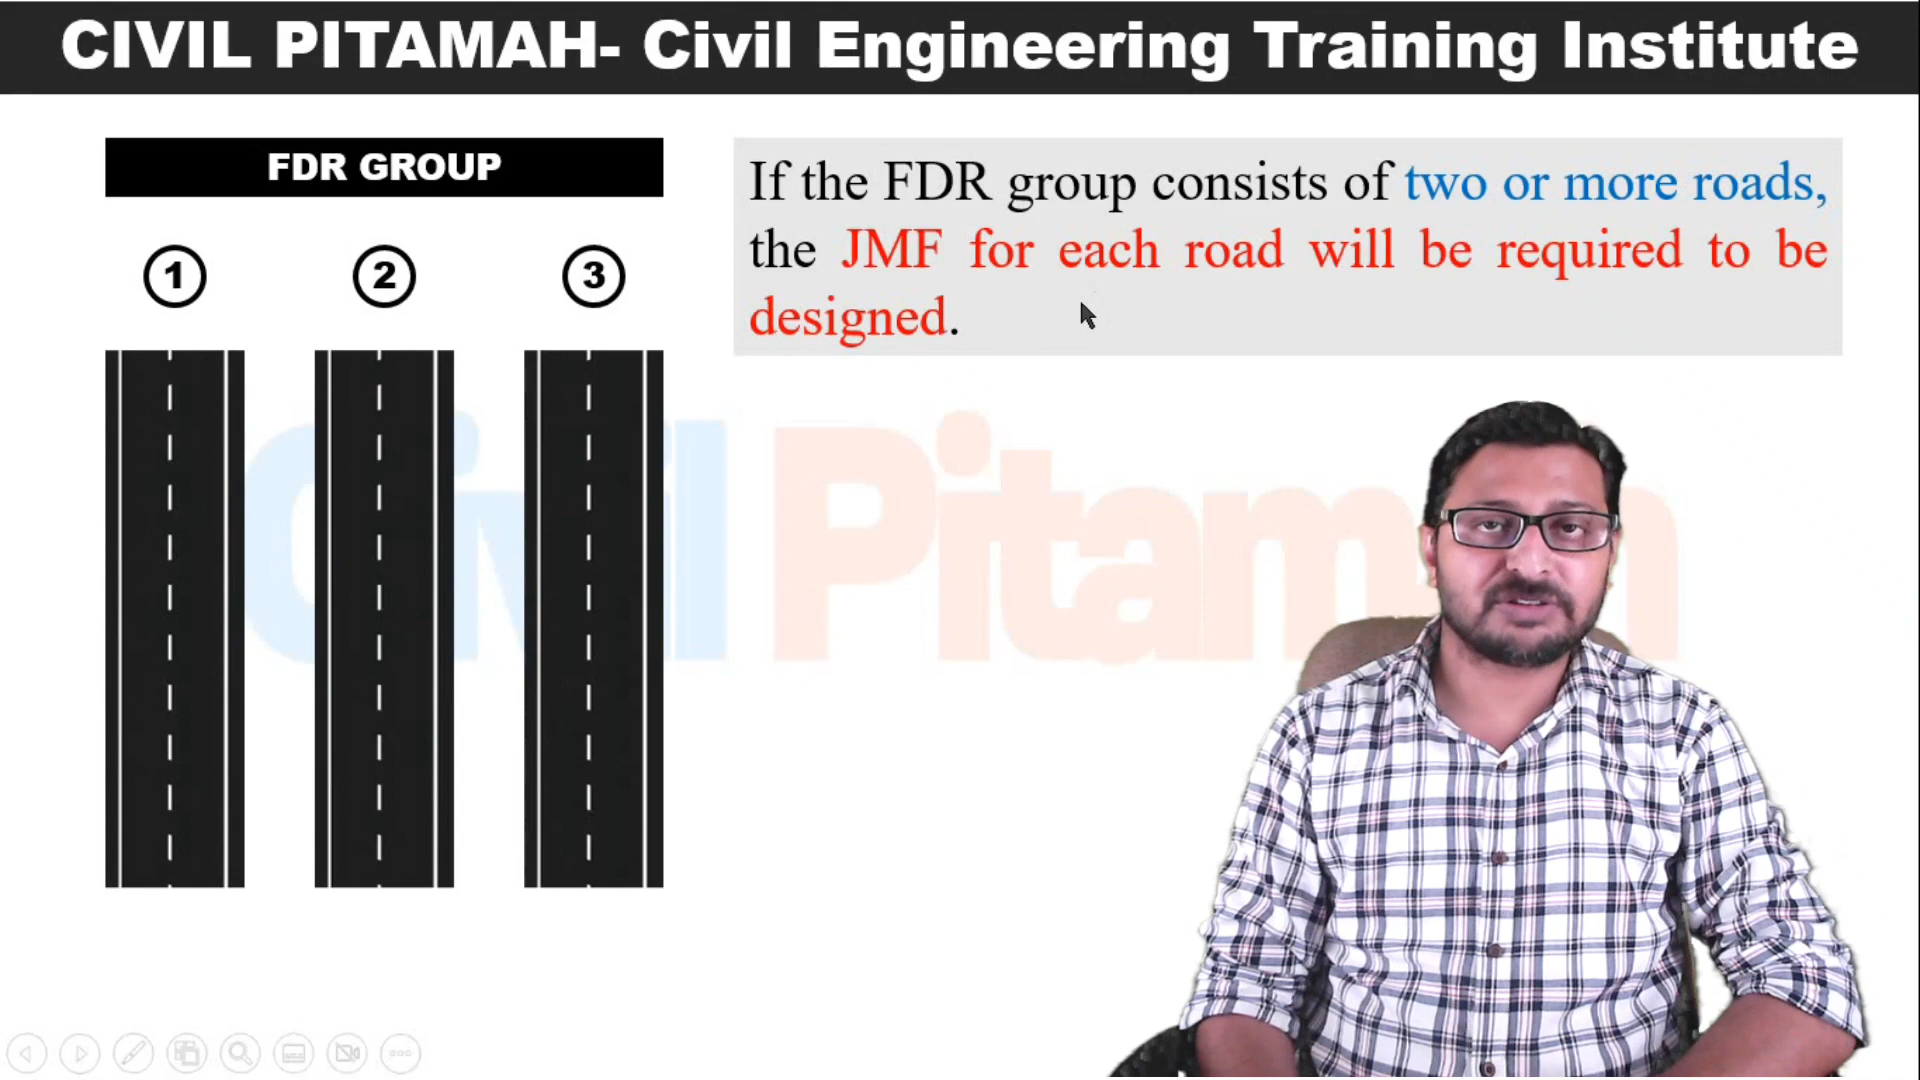 CIVIL PITAMAH- Civil Engineering Training Institute
FDR GROUP
1 2 3
If the FDR group consists of two or more roads,
the JMF for each road will be required to be
designed.
Civil Pitamah